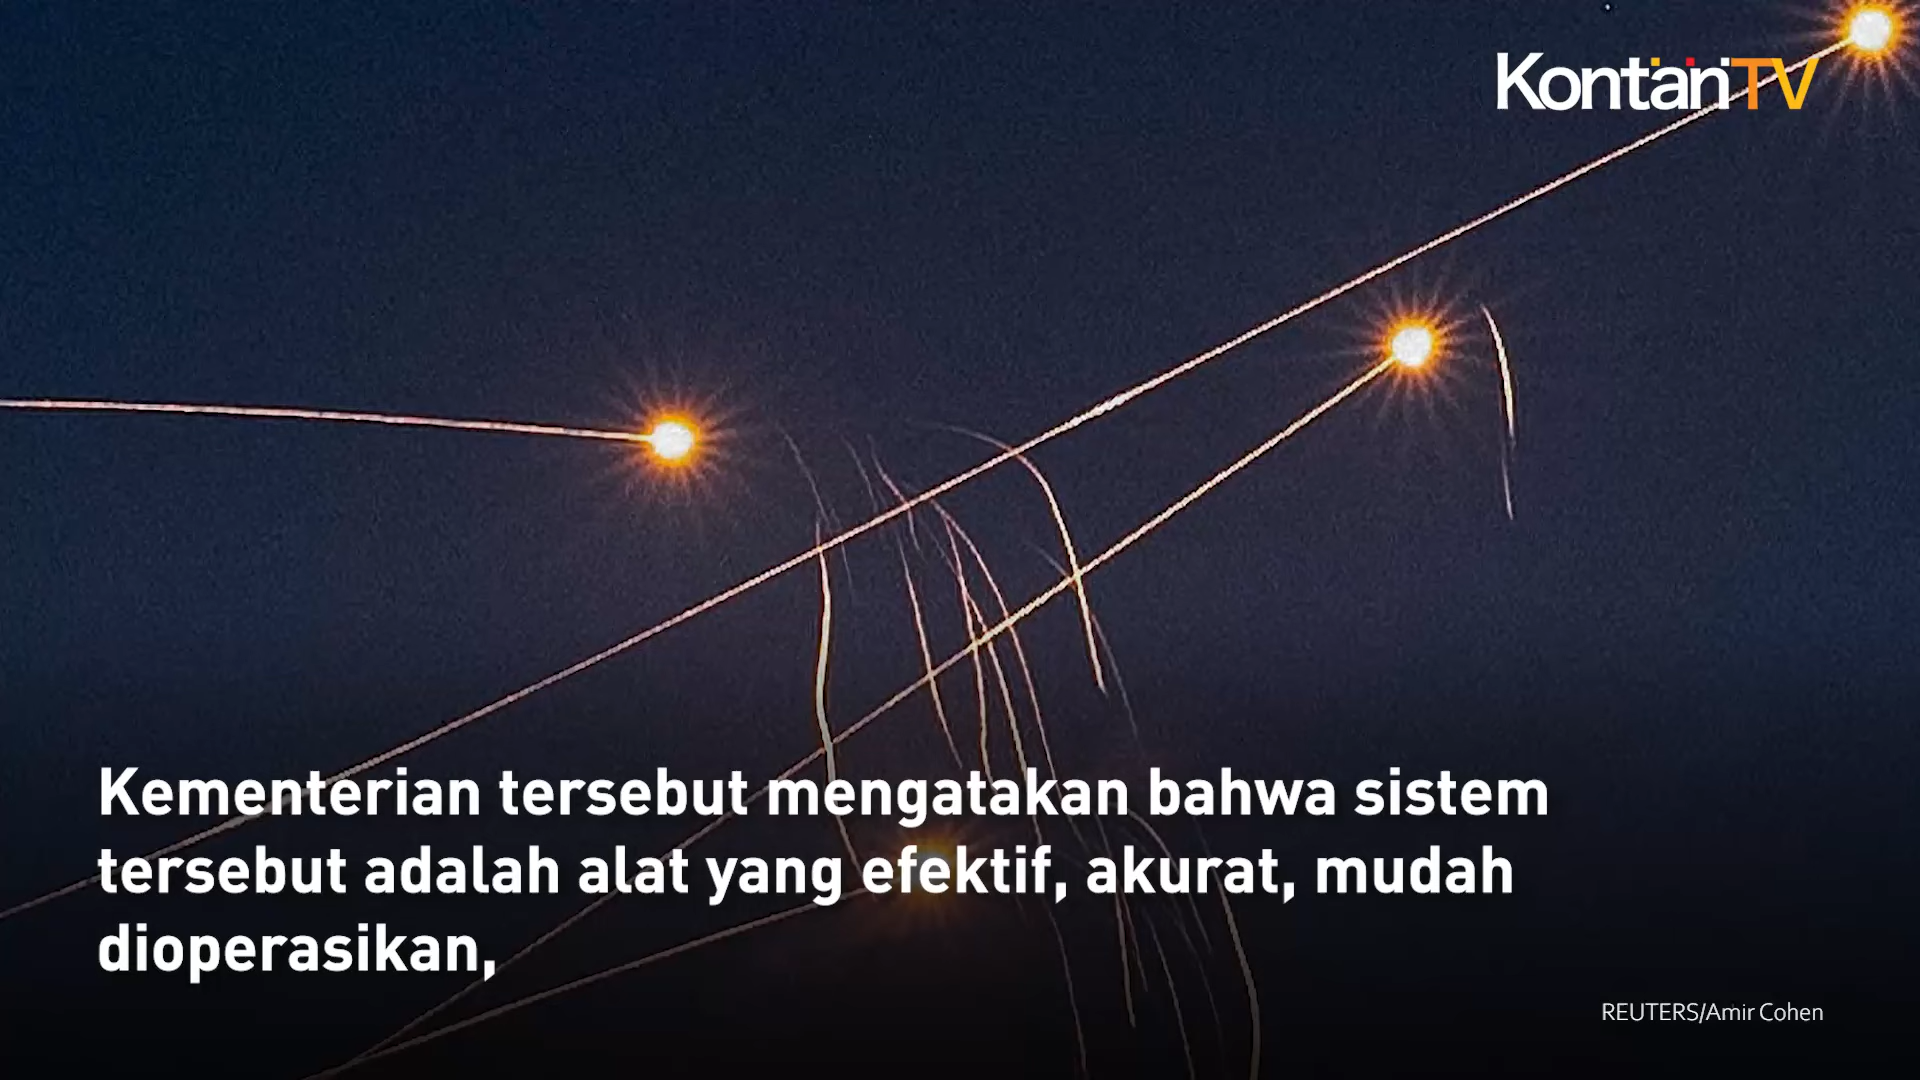 KontanTV
Kementerian tersebut mengatakan bahwa sistem
tersebut adalah alat yang efektif, akurat, mudah
dioperasikan,
REUTERS/Amir Cohen